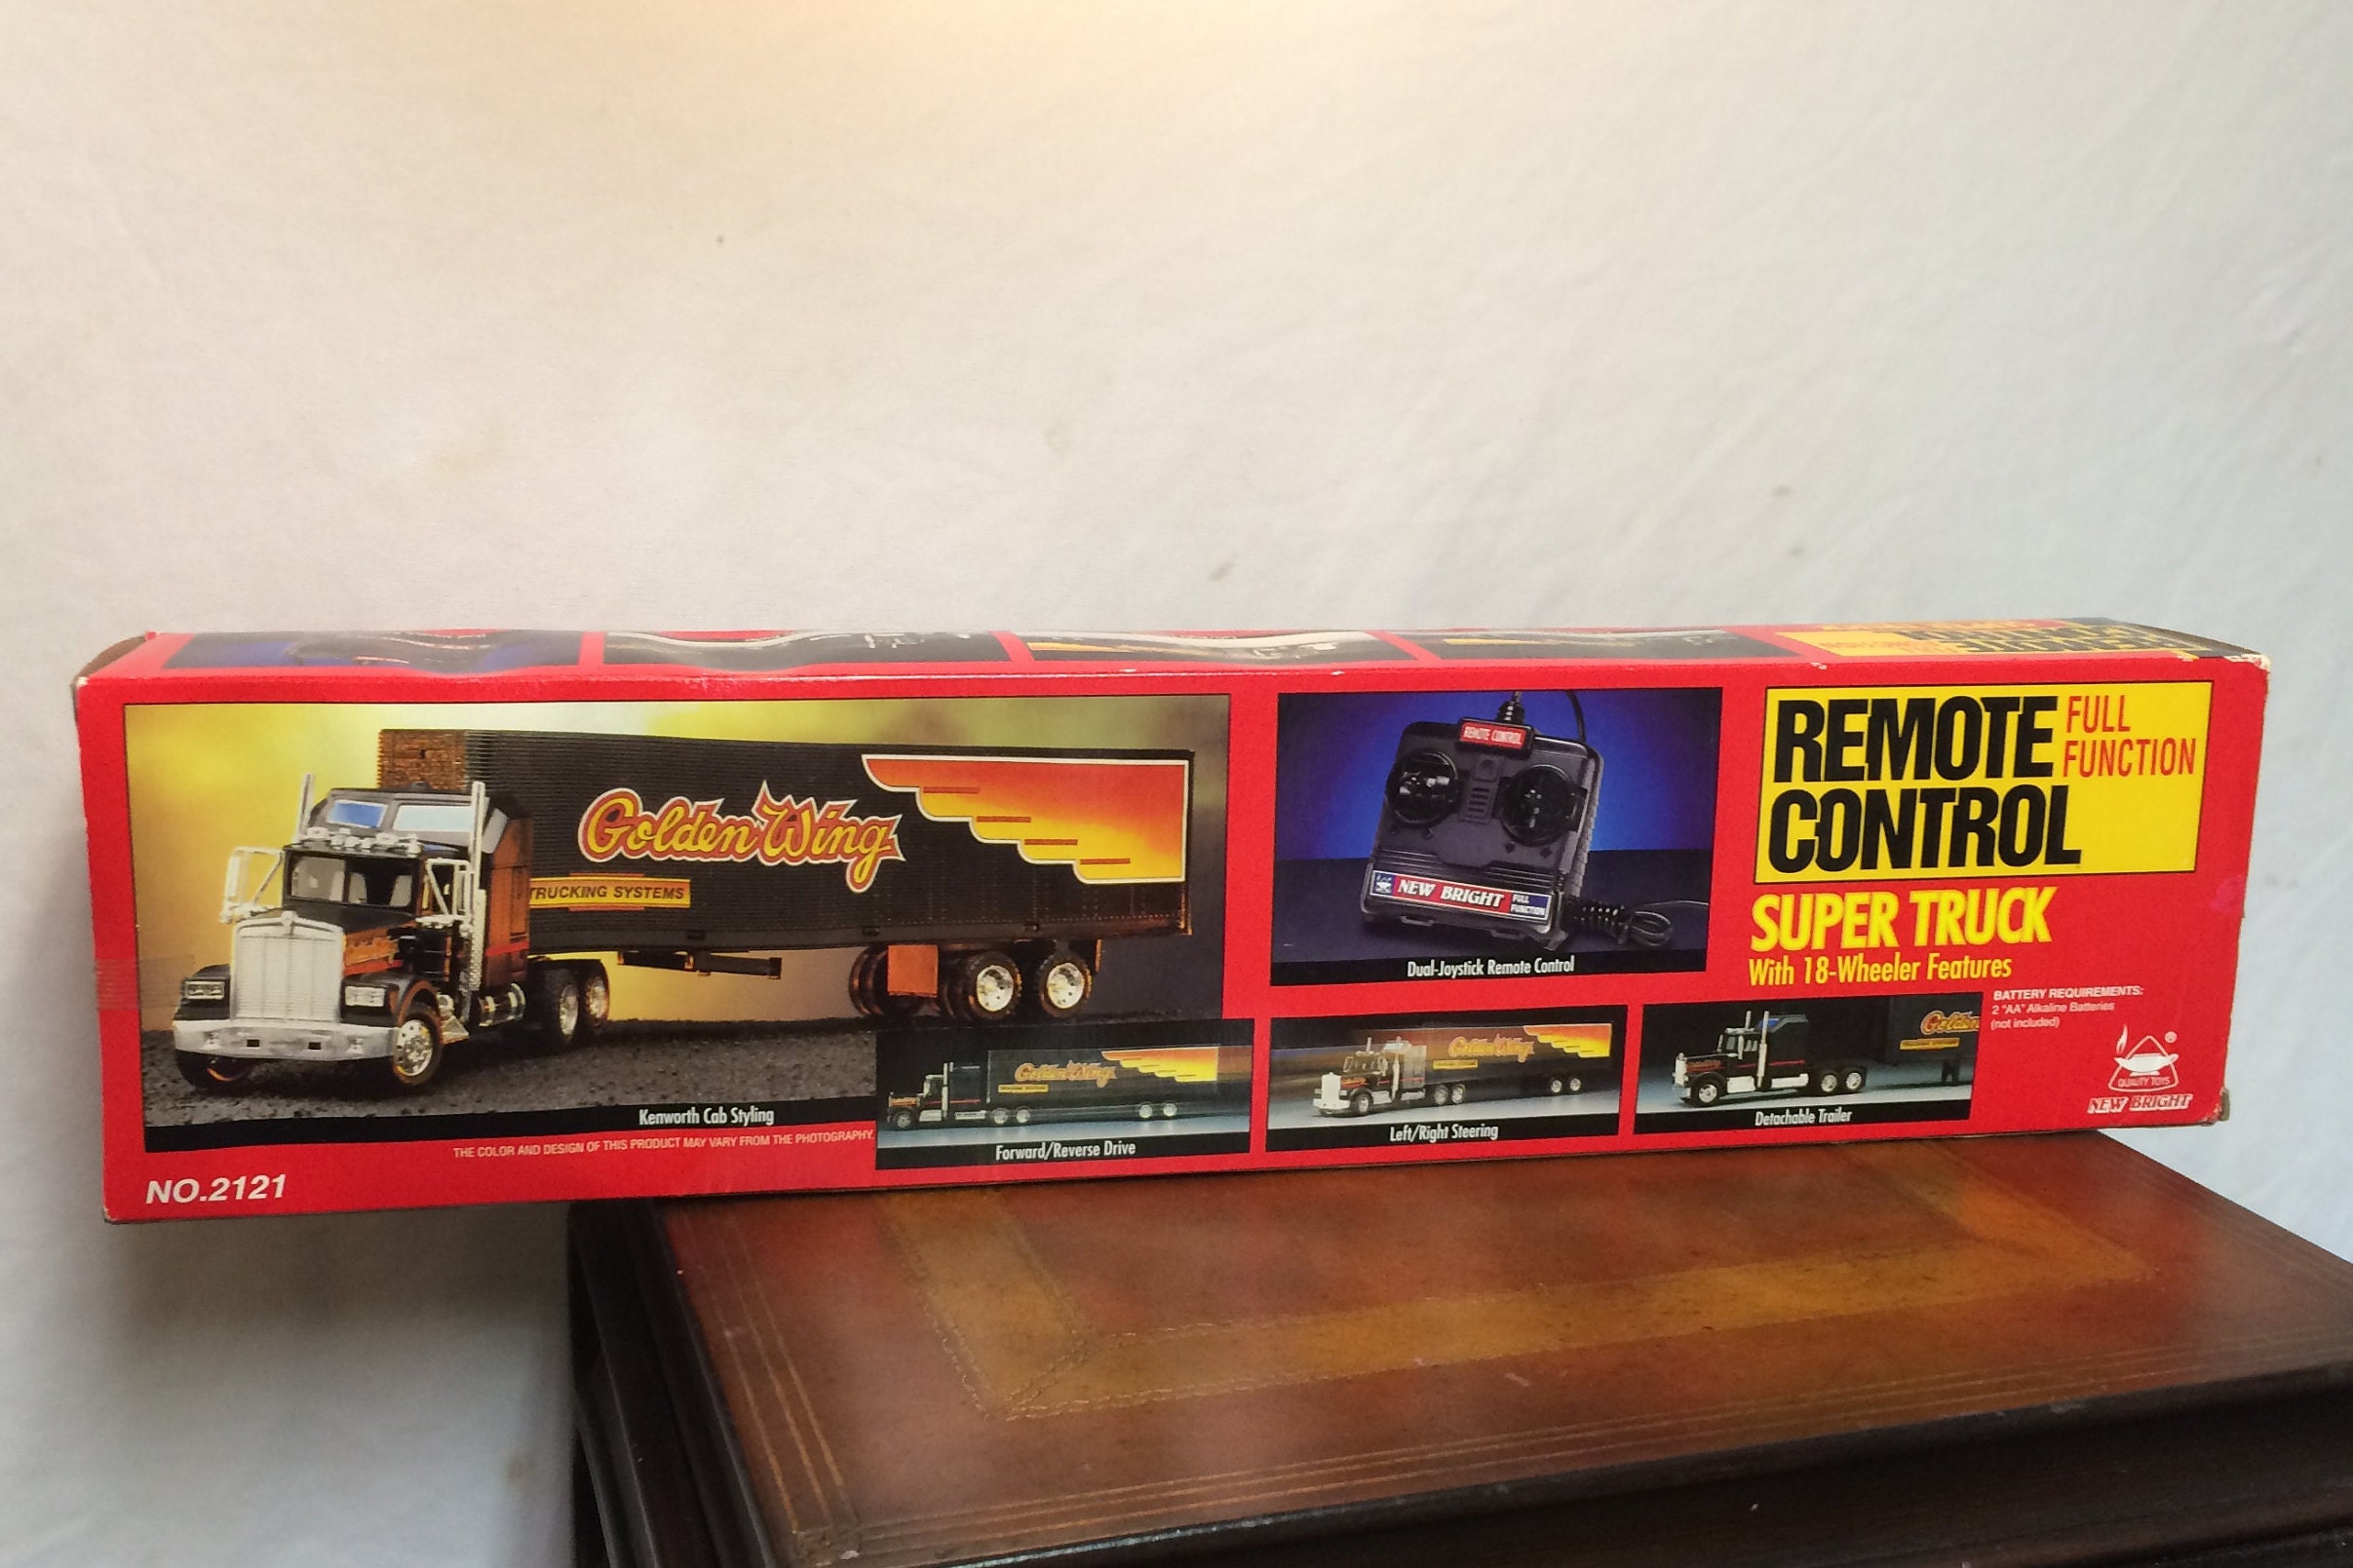 Golden Wing
TRUCKING SYSTEMS
Kenworth Cab Styling
THE COLOR AND DESIGN OF THIS PRODUCT MAY VARY FROM THE PHOTOGRAPHY.
NO.2121
REMOTE CONTROL
NEW BRIGHT
FULL
FUNCTION
Dual-Joystick Remote Control
REMOTE
CONTROL
FULL
FUNCTION
SUPER TRUCK
With 18-Wheeler Features
BATTERY REQUIREMENTS:
2 "AA" Alkaline Batteries
(not included)
Golden Wing
Forward/Reverse Drive
Golden Wing
Left/Right Steering
Golden
Detachable Trailer
®
QUALITY TOYS
NEW BRIGHT